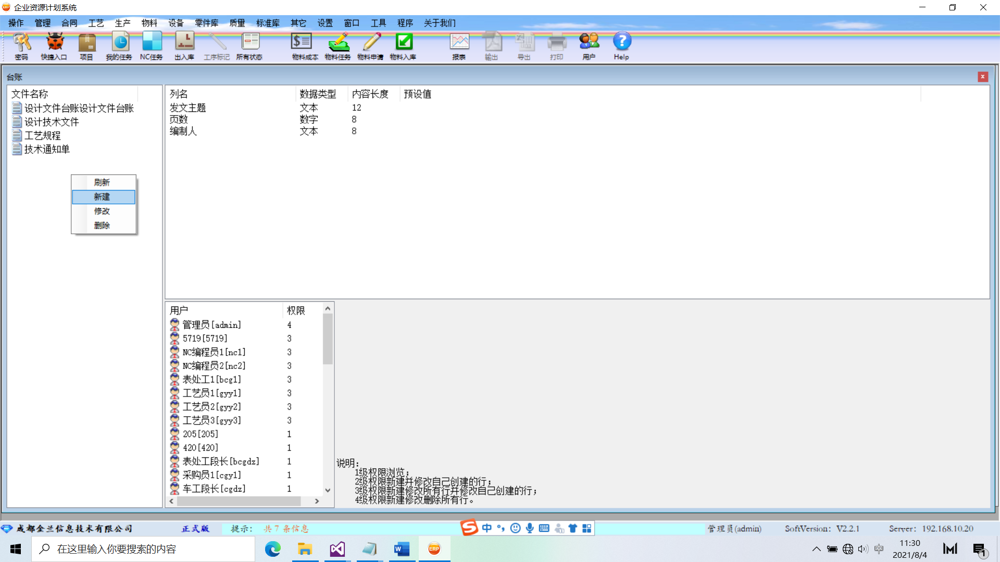 企业资源计划系统
操作 管理 合同 工艺 生产 物料 设备 零件库 质量 标准库 其它 设置 窗口 工具 程序 关于我们
密码 快捷入口 项目 我的任务 NC任务 出入库 工序标记 所有状态 物料成本 物料任务 物料申请 物料入库 报表 输出 导出 打印 用户 Help
台账
文件名称
设计文件台账设计文件台账
设计技术文件
工艺规程
技术通知单
刷新
新建
修改
删除
列名 数据类型 内容长度 预设值
发文主题 文本 12
页数 数字 8
编制人 文本 8
用户 权限
管理员[admin] 4
5719[5719] 3
NC编程员1[nc1] 3
NC编程员2[nc2] 3
表处工1[bcg1] 3
工艺员1[gyy1] 3
工艺员2[gyy2] 3
工艺员3[gyy3] 3
205[205] 1
420[420] 1
表处工段长[bcgdz] 1
采购员1[cgy1] 1
车工段长[cgdz] 1
说明:
1级权限浏览;
2级权限新建并修改自己创建的行;
3级权限新建修改所有行并修改自己创建的行;
4级权限新建修改删除所有行。
成都金兰信息技术有限公司 正式版 提示: 共 7 条信息 中 管理员(admin) SoftVersion: V2.2.1 Server: 192.168.10.20
在这里输入你要搜索的内容
中 11:30
2021/8/4
1